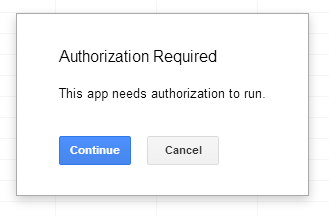 Authorization Required
This app needs authorization to run.
Continue
Cancel